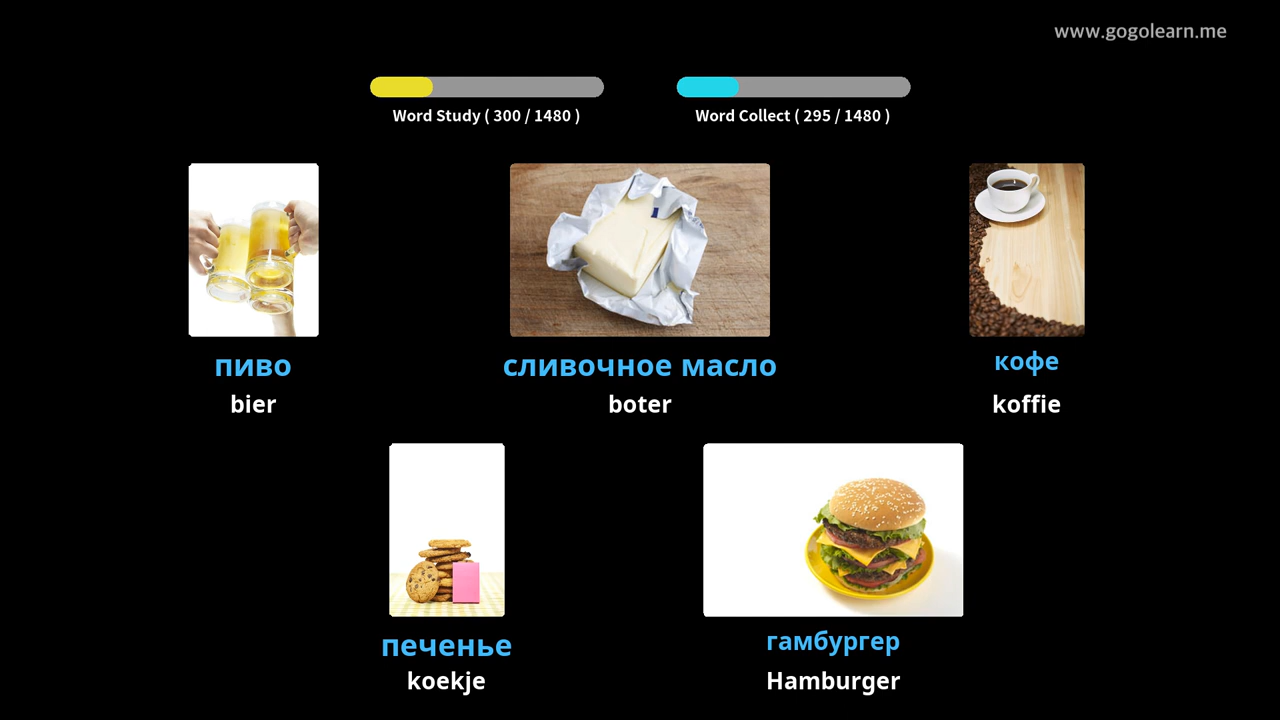 www.gogolearn.me
Word Study ( 300 / 1480 )
Word Collect ( 295 / 1480 )
пиво
сливочное масло
кофе
bier
boter
koffie
печенье
гамбургер
koekje
Hamburger